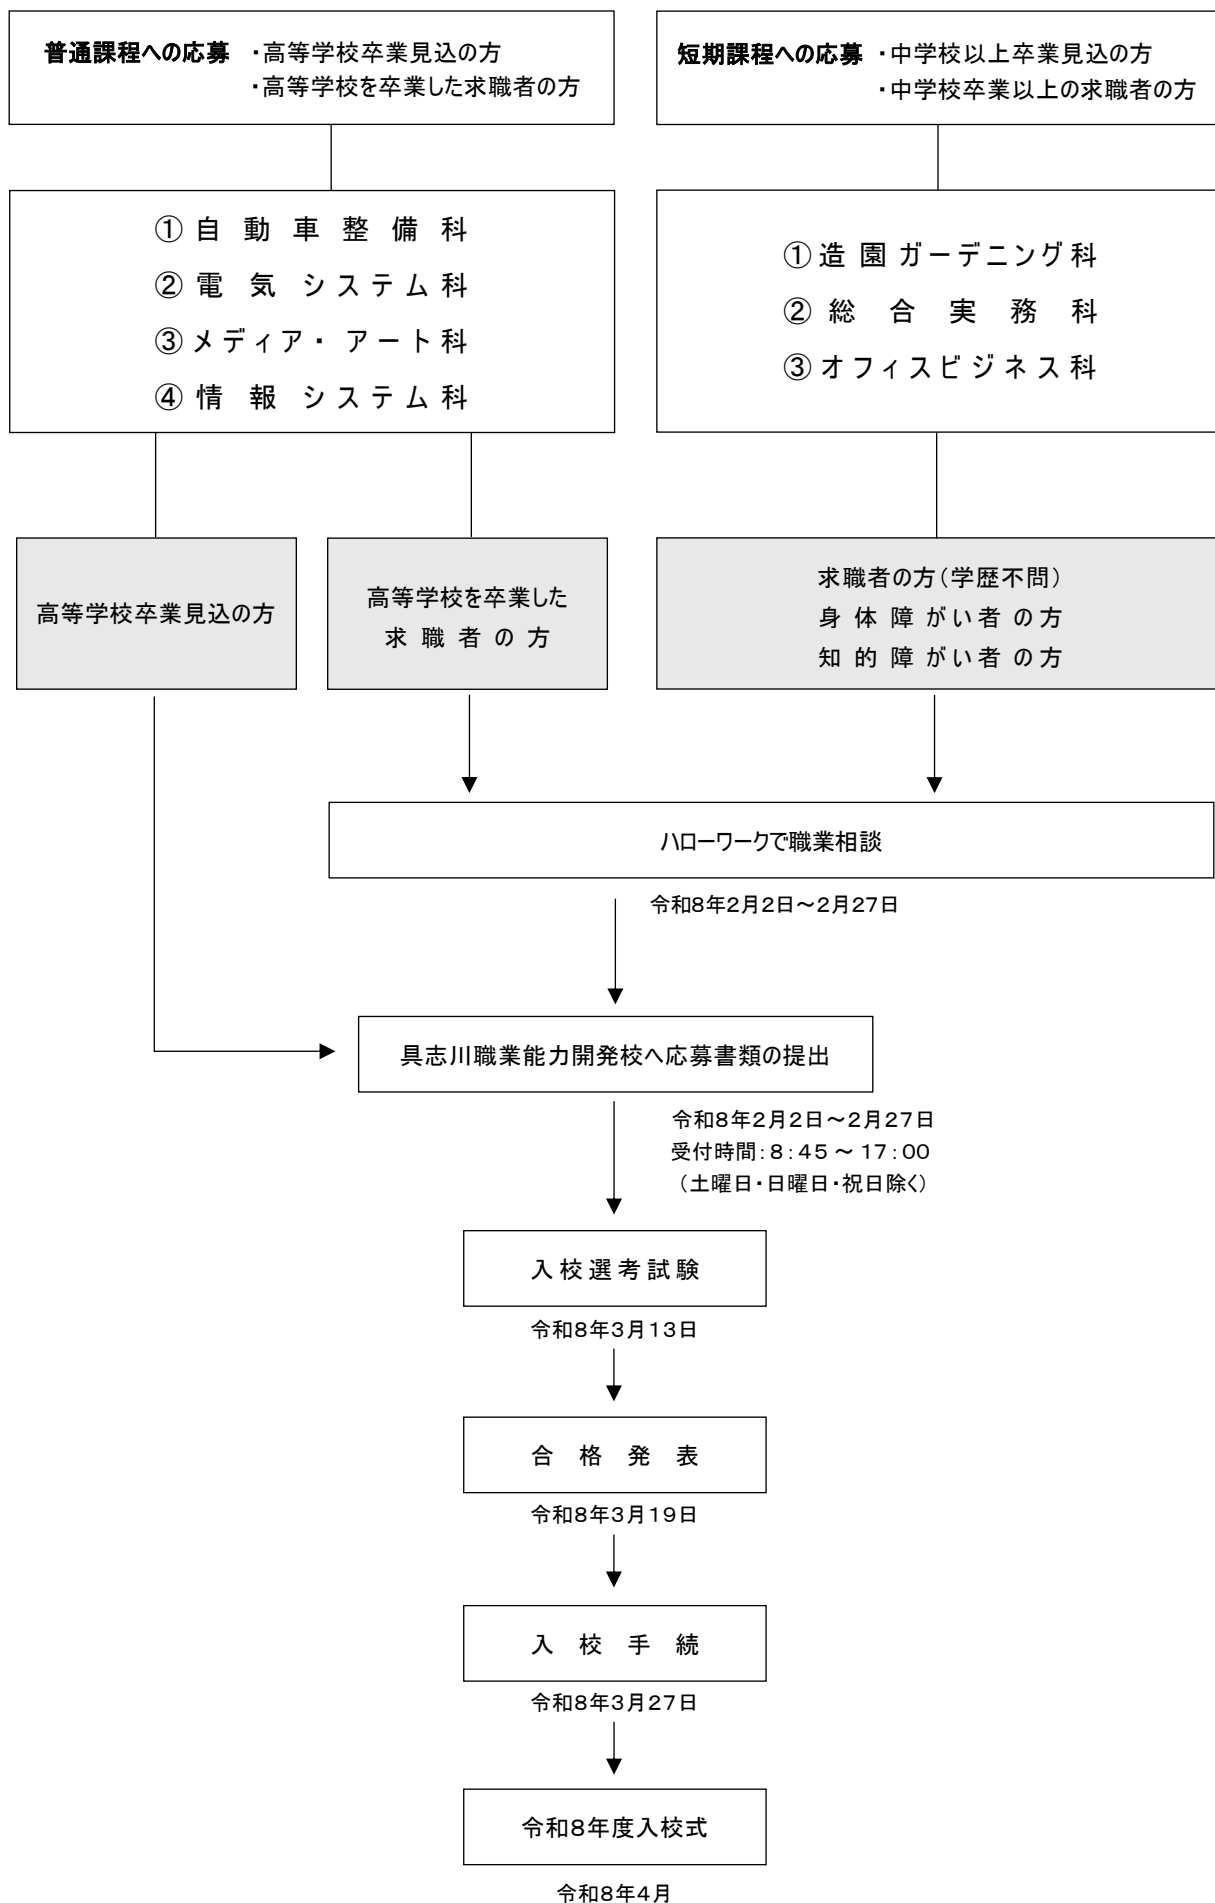 普通課程への応募 ・高等学校卒業見込の方
・高等学校を卒業した求職者の方
短期課程への応募 ・中学校以上卒業見込の方
・中学校卒業以上の求職者の方
①自動車整備科
②電気システム科
③メディア・アート科
④情報システム科
①造園ガーデニング科
②総合実務科
③オフィスビジネス科
高等学校卒業見込の方
高等学校を卒業した
求職者の方
求職者の方(学歴不問)
身体障がい者の方
知的障がい者の方
ハローワークで職業相談
令和8年2月2日~2月27日
具志川職業能力開発校へ応募書類の提出
令和8年2月2日~2月27日
受付時間:8:45~17:00
(土曜日・日曜日・祝日除く)
入校選考試験
令和8年3月13日
合格発表
令和8年3月19日
入校手続
令和8年3月27日
令和8年度入校式
令和8年4月